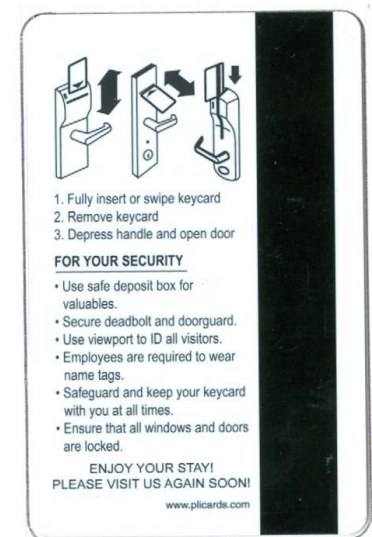 1. Fully insert or swipe keycard
2. Remove keycard
3. Depress handle and open door
FOR YOUR SECURITY
• Use safe deposit box for
valuables.
• Secure deadbolt and doorguard.
• Use viewport to ID all visitors.
• Employees are required to wear
name tags.
• Safeguard and keep your keycard
with you at all times.
• Ensure that all windows and doors
are locked.
ENJOY YOUR STAY!
PLEASE VISIT US AGAIN SOON!
www.plicards.com